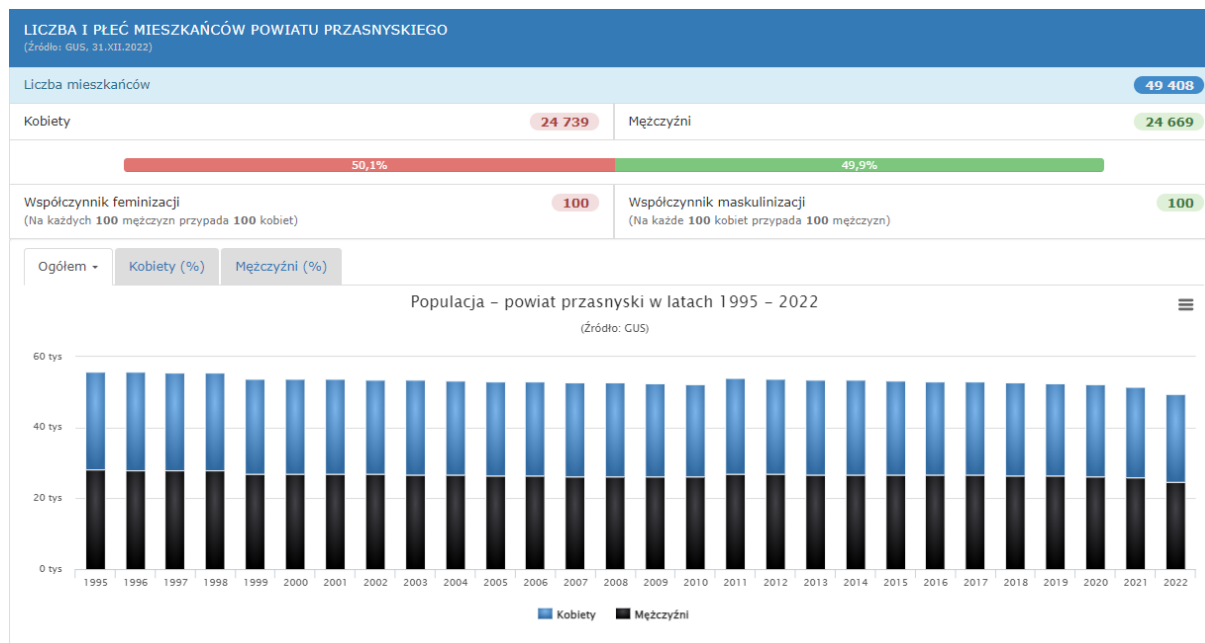 LICZBA I PŁEĆ MIESZKAŃCÓW POWIATU PRZASNYSKIEGO
(Źródło: GUS, 31.XII.2022)
Liczba mieszkańców 49 408
Kobiety 24 739 Mężczyźni 24 669
50,1% 49,9%
Współczynnik feminizacji 100 Współczynnik maskulinizacji 100
(Na każdych 100 mężczyzn przypada 100 kobiet) (Na każde 100 kobiet przypada 100 mężczyzn)
Ogółem Kobiety (%) Mężczyźni (%)
Populacja – powiat przasnyski w latach 1995 – 2022
(Źródło: GUS)
60 tys
40 tys
20 tys
0 tys
1995 1996 1997 1998 1999 2000 2001 2002 2003 2004 2005 2006 2007 2008 2009 2010 2011 2012 2013 2014 2015 2016 2017 2018 2019 2020 2021 2022
Kobiety Mężczyźni